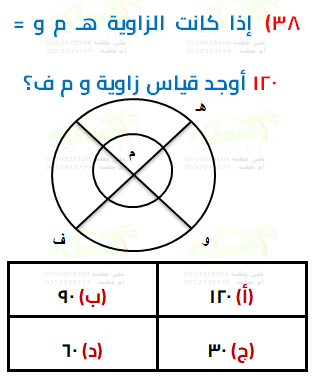 ٣٨) إذا كانت الزاوية هـ م و =
١٢٠ أوجد قياس زاوية و م ف؟
هـ
م
ف
و
(أ) ١٢٠
(ب) ٩٠
(ج) ٣٠
(د) ٦٠